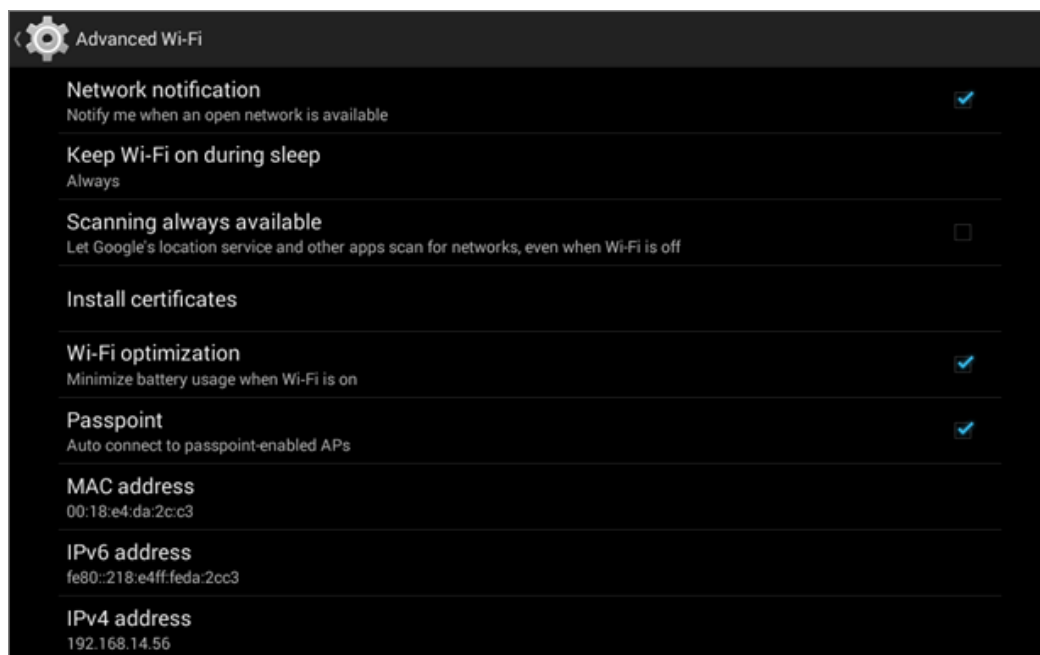 Advanced Wi-Fi
Network notification
Notify me when an open network is available
Keep Wi-Fi on during sleep
Always
Scanning always available
Let Google's location service and other apps scan for networks, even when Wi-Fi is off
Install certificates
Wi-Fi optimization
Minimize battery usage when Wi-Fi is on
Passpoint
Auto connect to passpoint-enabled APs
MAC address
00:18:e4:da:2c:c3
IPv6 address
fe80::218:e4ff:feda:2cc3
IPv4 address
192.168.14.56